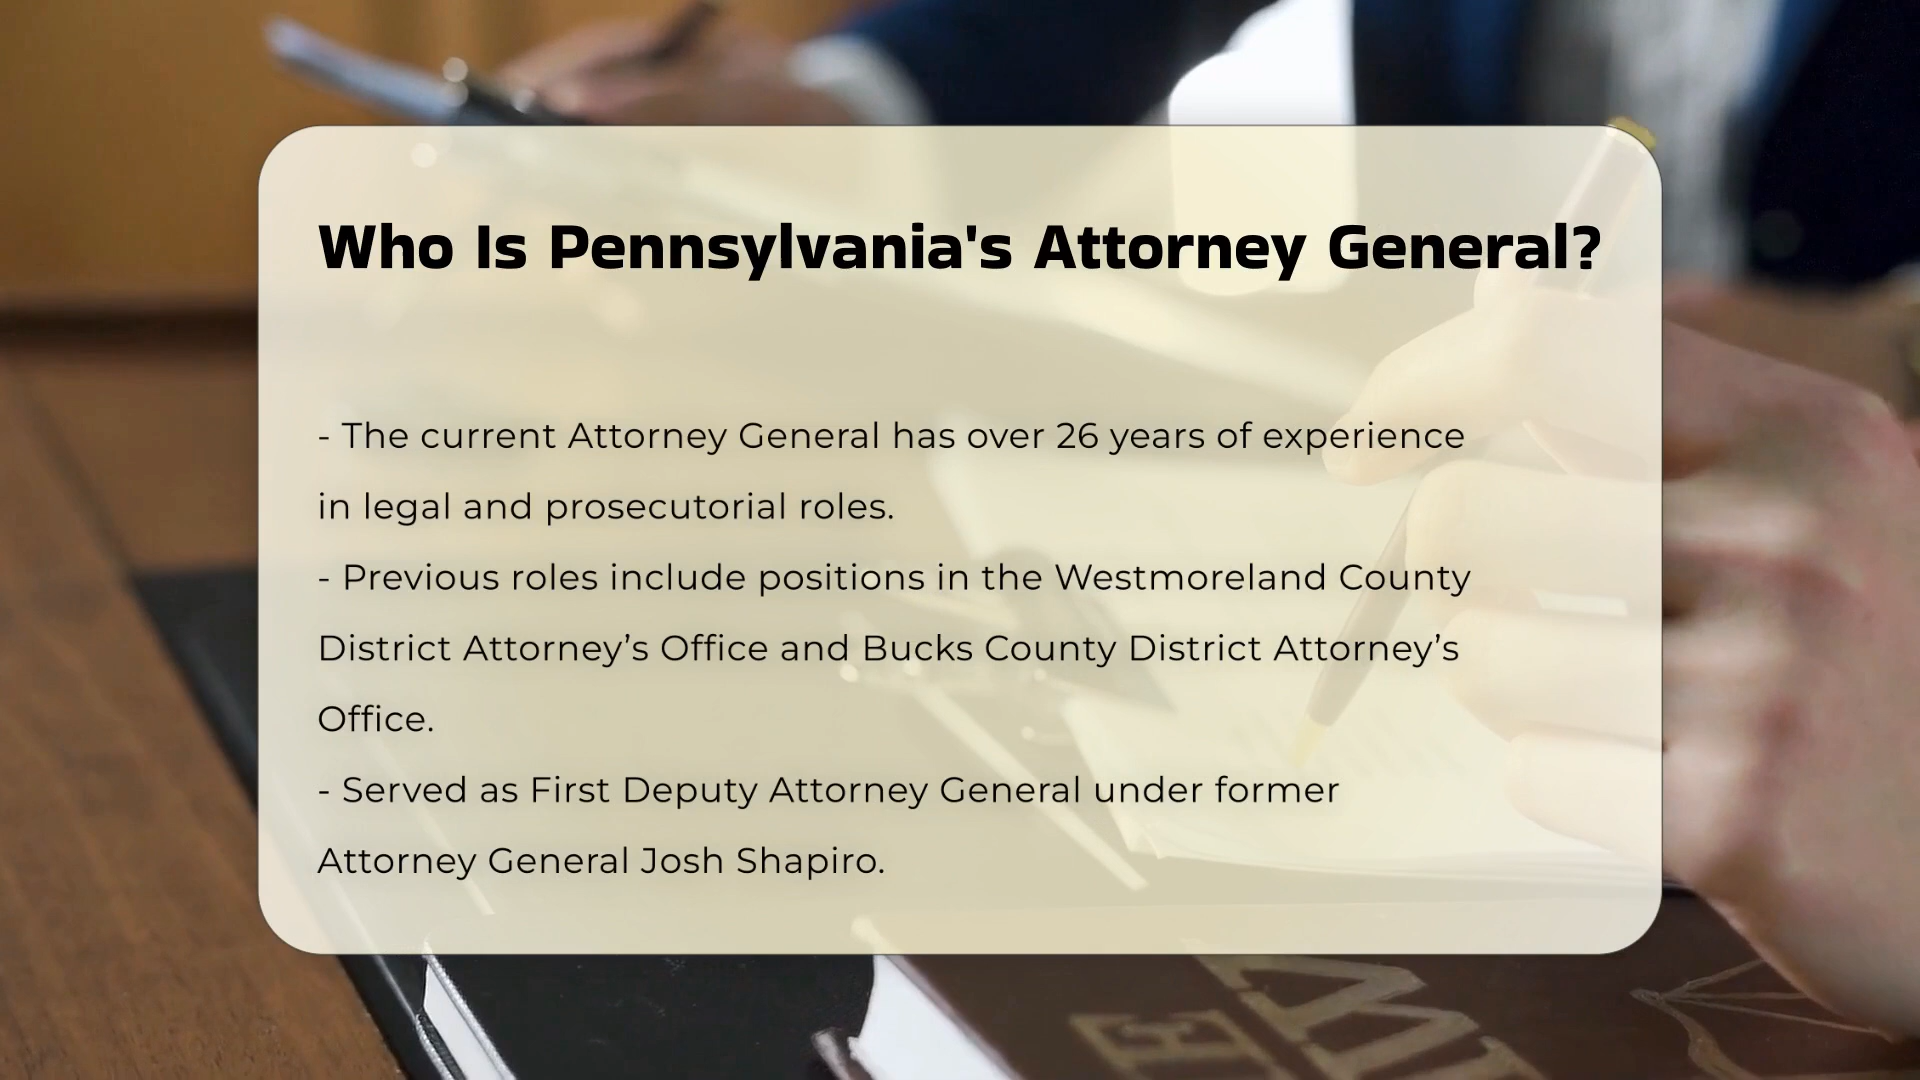 Who Is Pennsylvania's Attorney General?
- The current Attorney General has over 26 years of experience
in legal and prosecutorial roles.
- Previous roles include positions in the Westmoreland County
District Attorney’s Office and Bucks County District Attorney’s
Office.
- Served as First Deputy Attorney General under former
Attorney General Josh Shapiro.